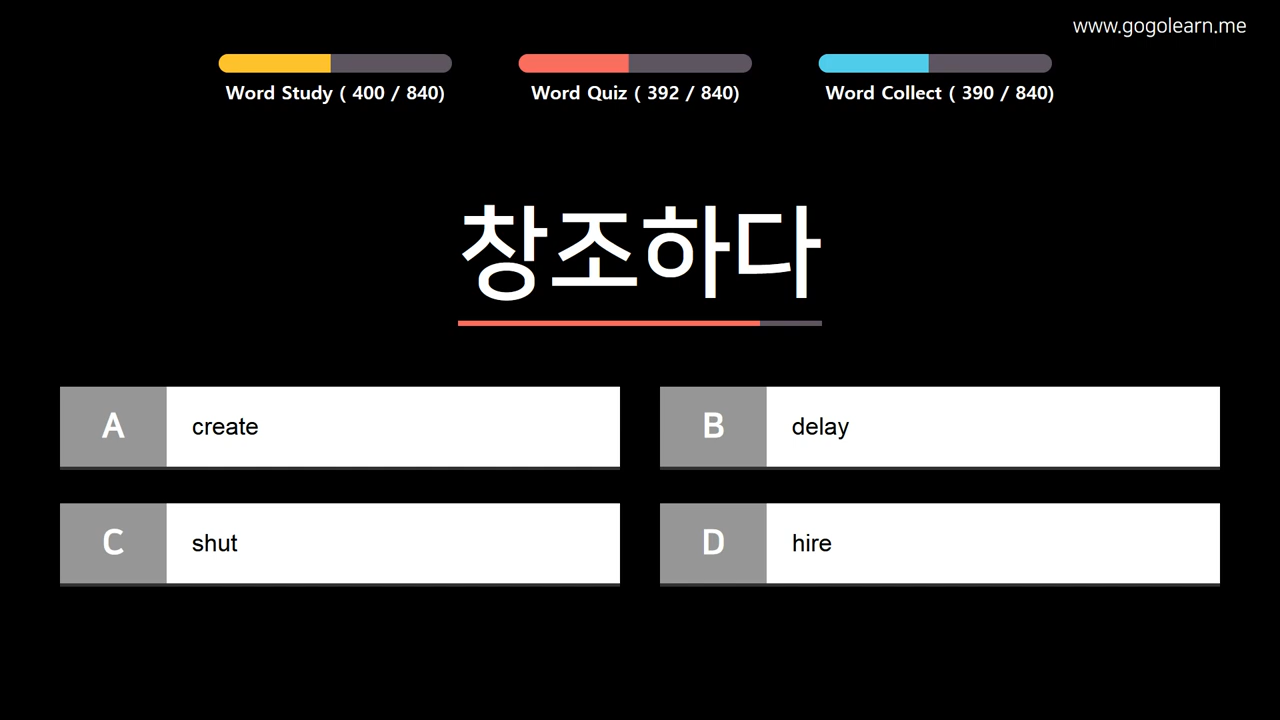 www.gogolearn.me
Word Study ( 400 / 840)
Word Quiz ( 392 / 840)
Word Collect ( 390 / 840)
창조하다
A create
B delay
C shut
D hire